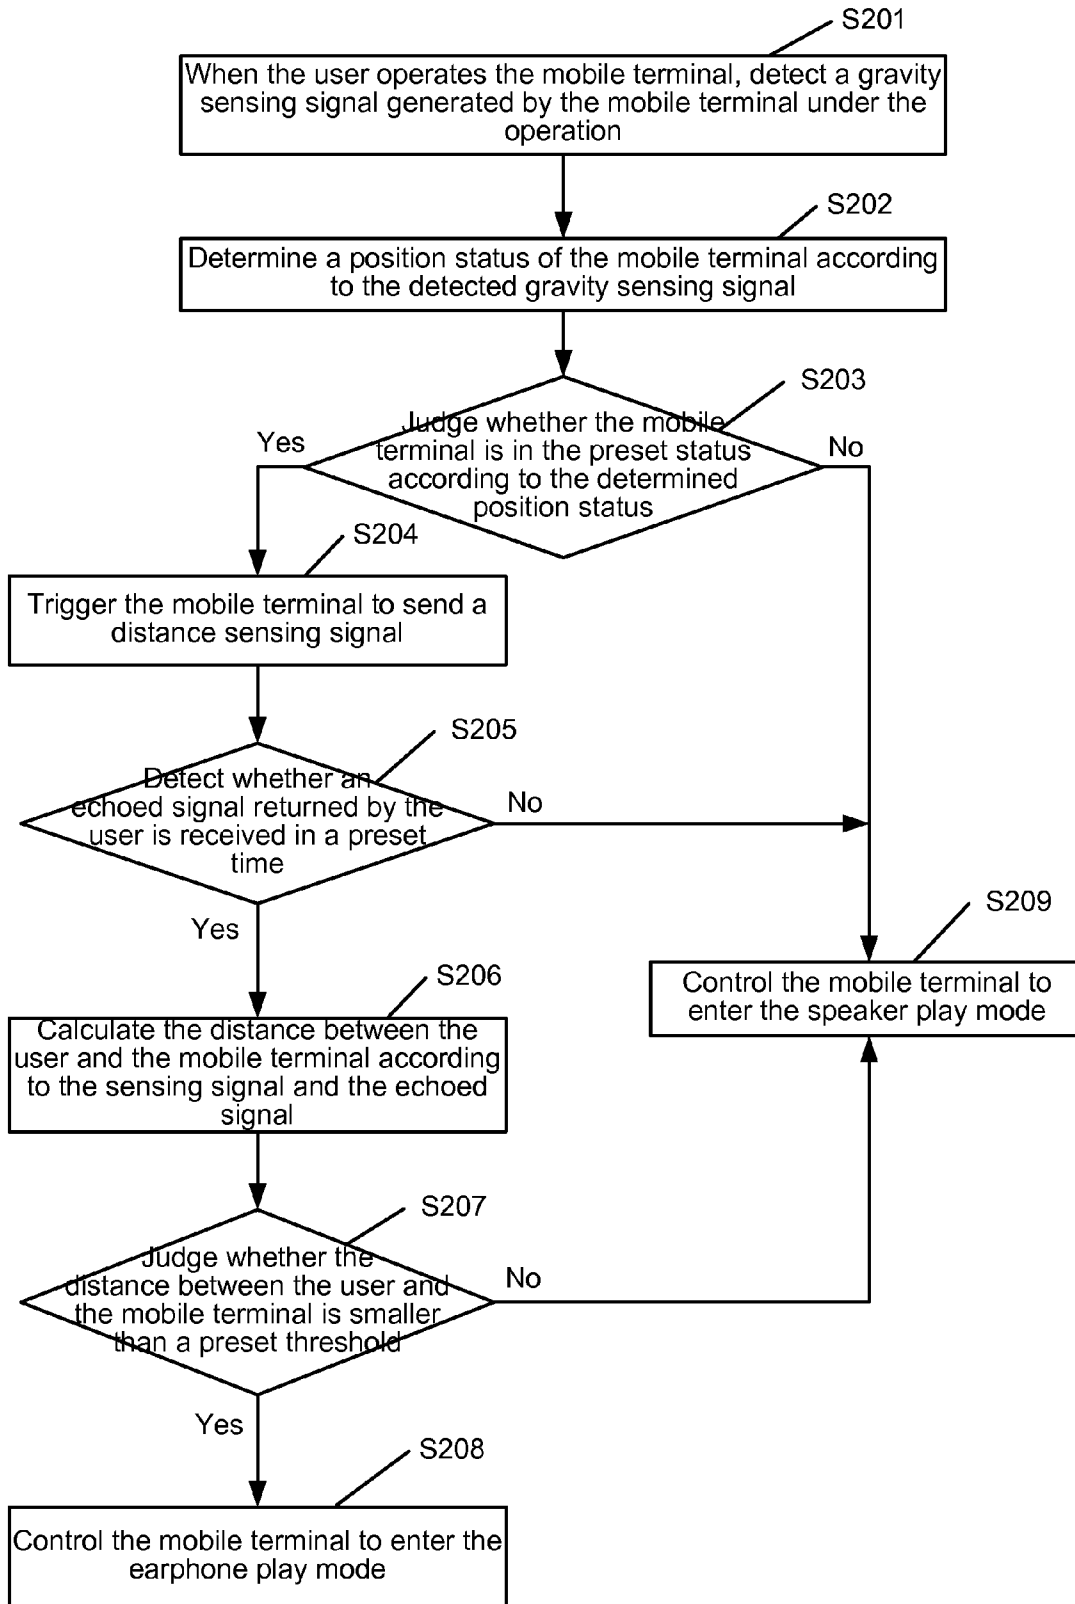 S201
When the user operates the mobile terminal, detect a gravity
sensing signal generated by the mobile terminal under the
operation
S202
Determine a position status of the mobile terminal according
to the detected gravity sensing signal
S203
Judge whether the mobile
terminal is in the preset status
according to the determined
position status
Yes
No
S204
Trigger the mobile terminal to send a
distance sensing signal
S205
Detect whether an
echoed signal returned by the
user is received in a preset
time
No
Yes
S209
Control the mobile terminal to
enter the speaker play mode
S206
Calculate the distance between the
user and the mobile terminal according
to the sensing signal and the echoed
signal
S207
Judge whether the
distance between the user and
the mobile terminal is smaller
than a preset threshold
No
Yes
S208
Control the mobile terminal to enter the
earphone play mode